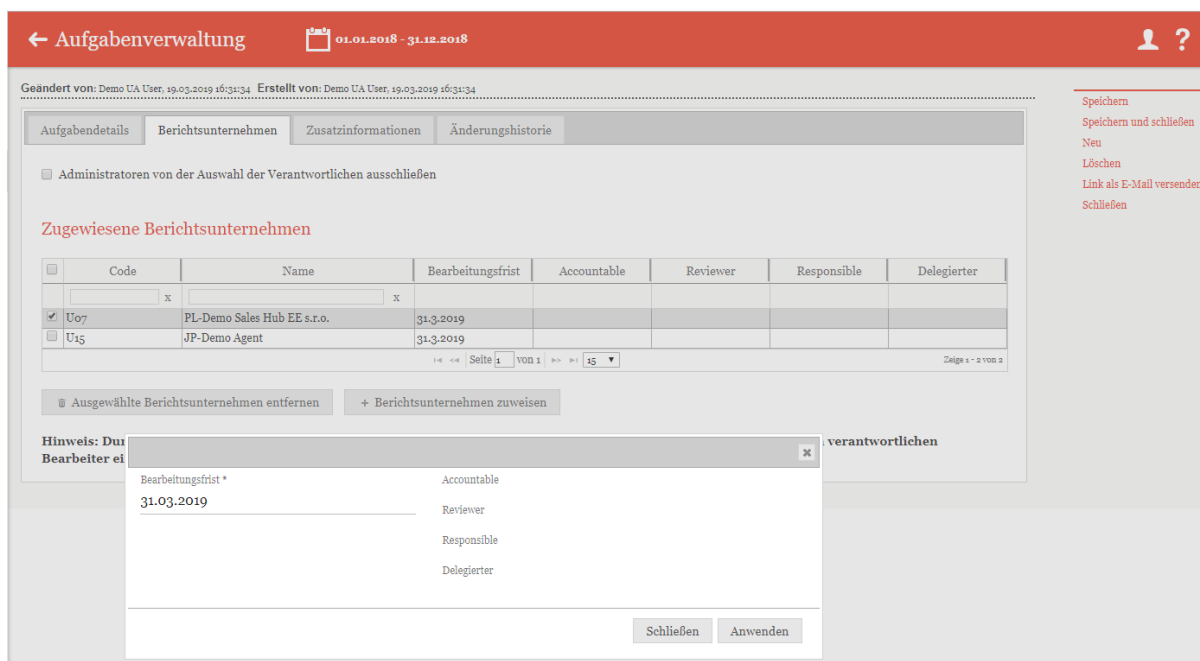 ← Aufgabenverwaltung 01.01.2018 - 31.12.2018 ?
Geändert von: Demo UA User, 19.03.2019 16:31:34 Erstellt von: Demo UA User, 19.03.2019 16:31:34
Speichern
Speichern und schließen
Neu
Löschen
Link als E-Mail versenden
Schließen
Aufgabendetails Berichtsunternehmen Zusatzinformationen Änderungshistorie
Administratoren von der Auswahl der Verantwortlichen ausschließen
Zugewiesene Berichtsunternehmen
Code Name Bearbeitungsfrist Accountable Reviewer Responsible Delegierter
x x
U07 PL-Demo Sales Hub EE s.r.o. 31.3.2019
U15 JP-Demo Agent 31.3.2019
Seite 1 von 1 15 Zeige 1 - 2 von 2
Ausgewählte Berichtsunternehmen entfernen + Berichtsunternehmen zuweisen
Hinweis: verantwortlichen
Bearbeiter
Bearbeitungsfrist * Accountable
31.03.2019
Reviewer
Responsible
Delegierter
Schließen Anwenden